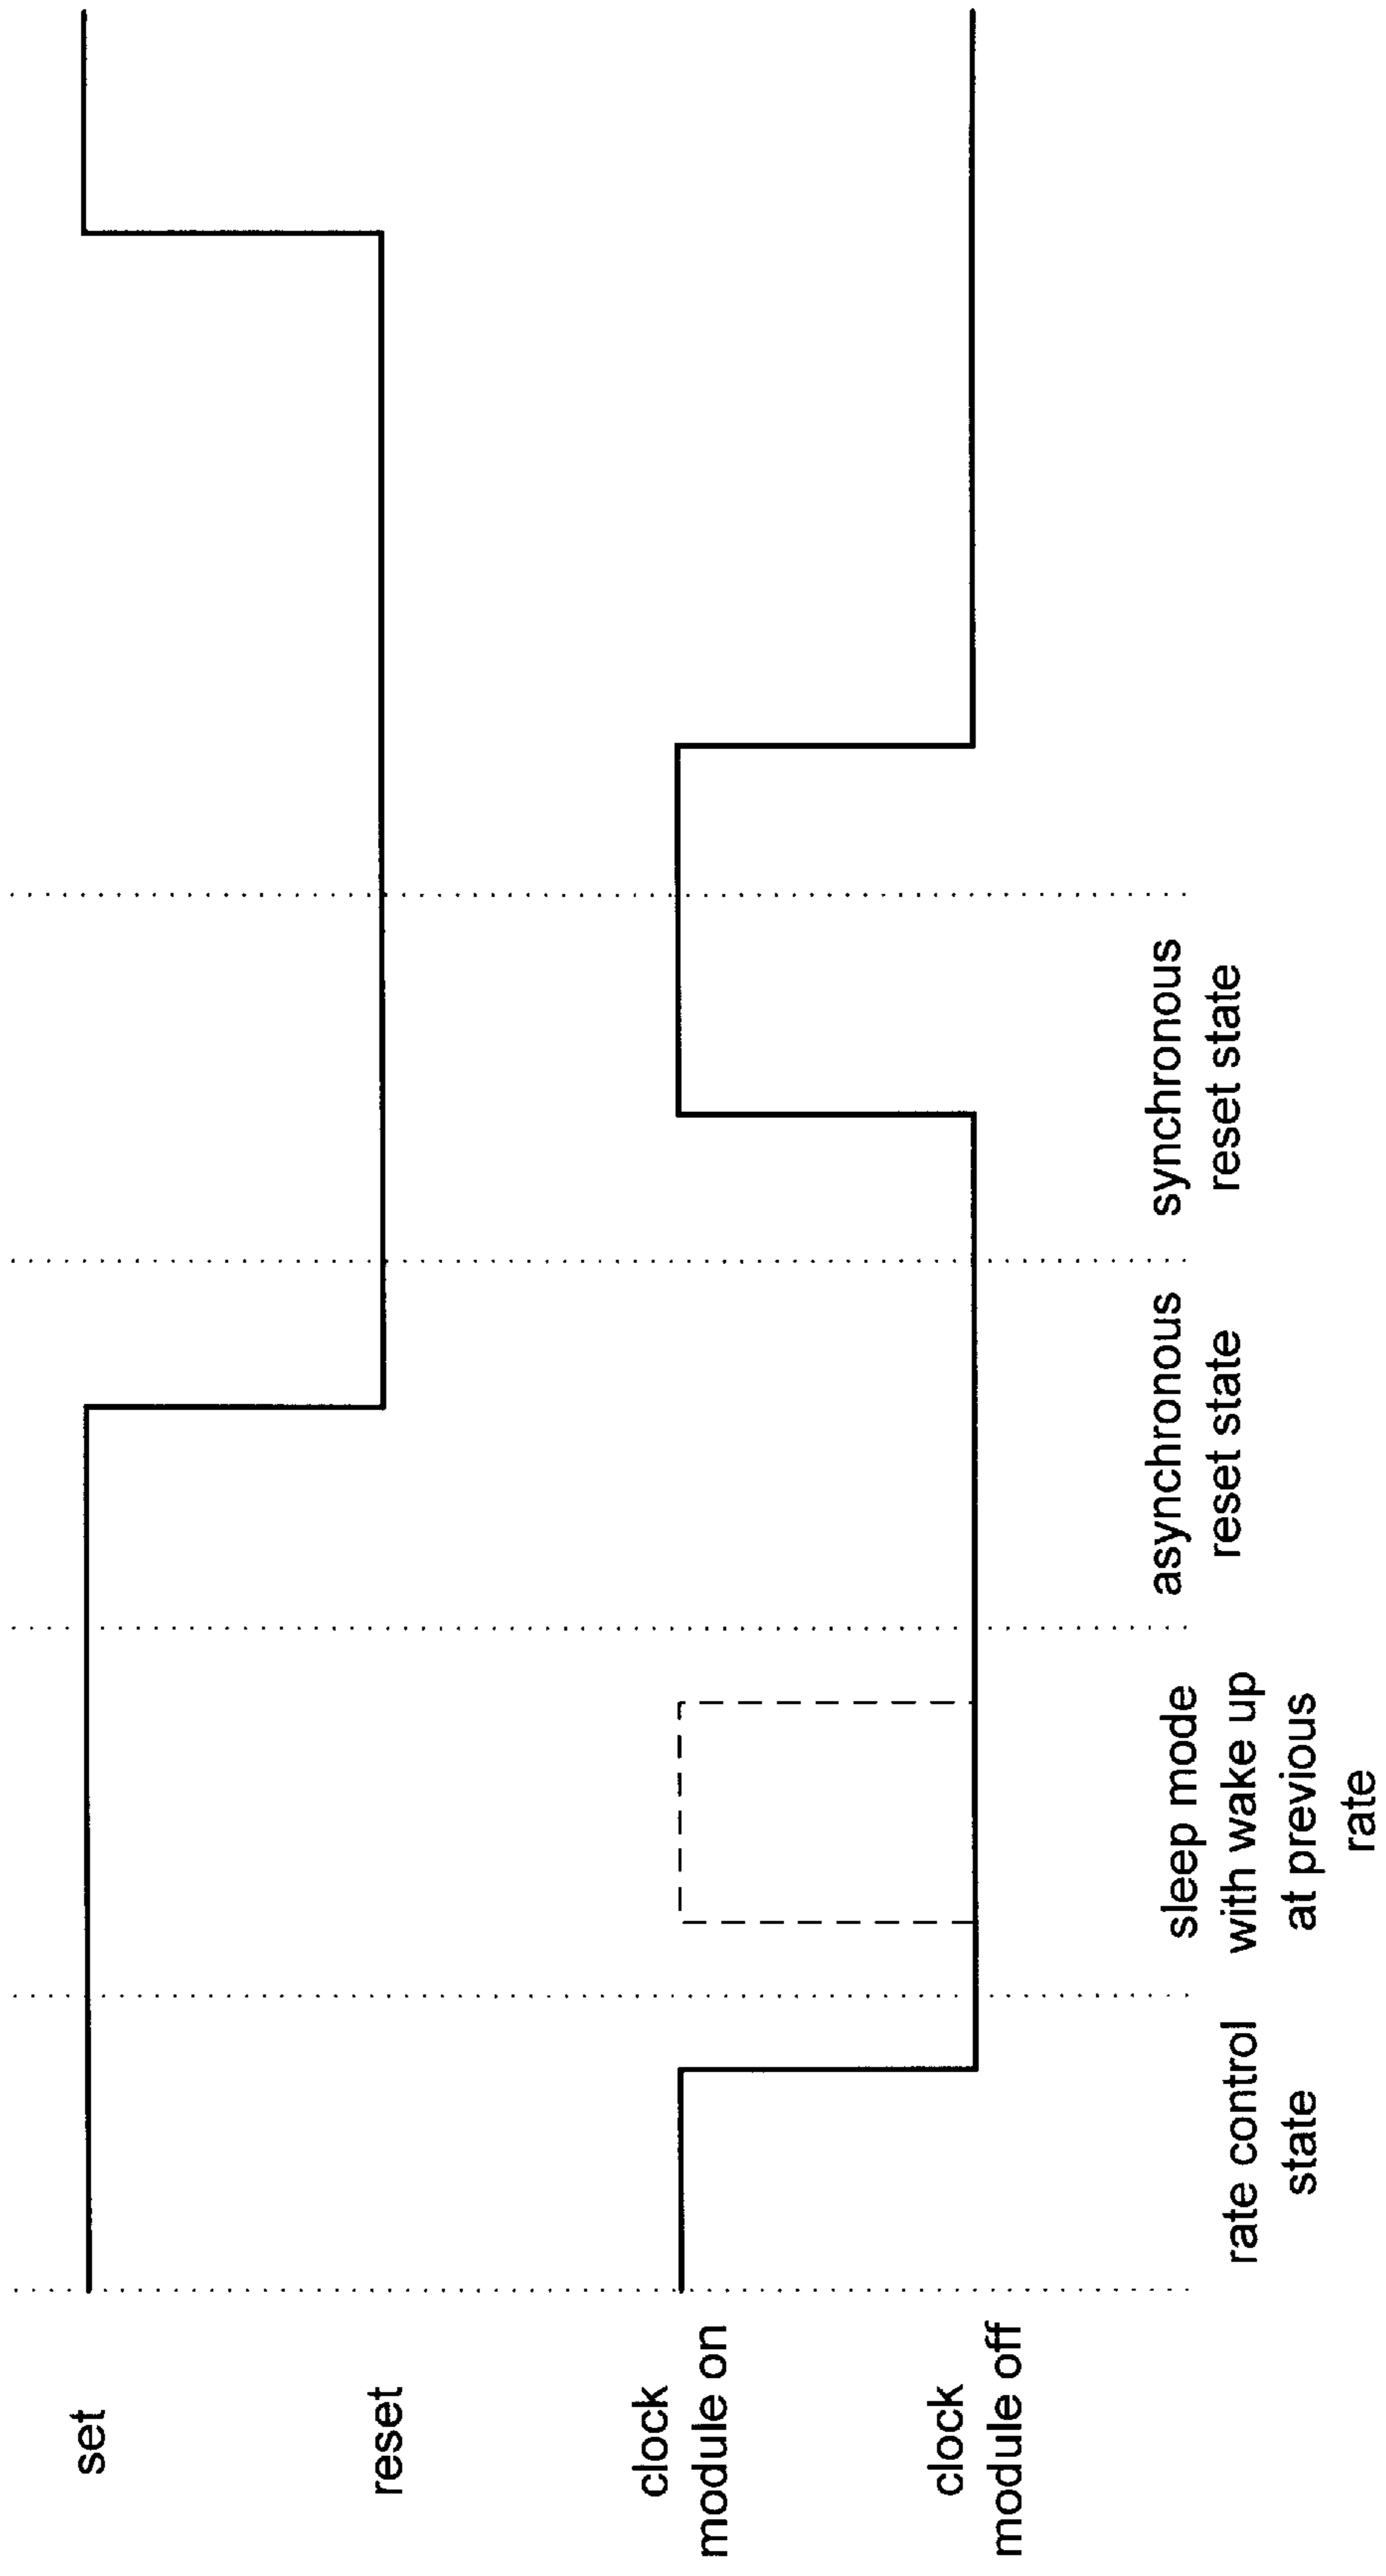 set
reset
clock
module on
clock
module off
rate control
state
sleep mode
with wake up
at previous
rate
asynchronous
reset state
synchronous
reset state